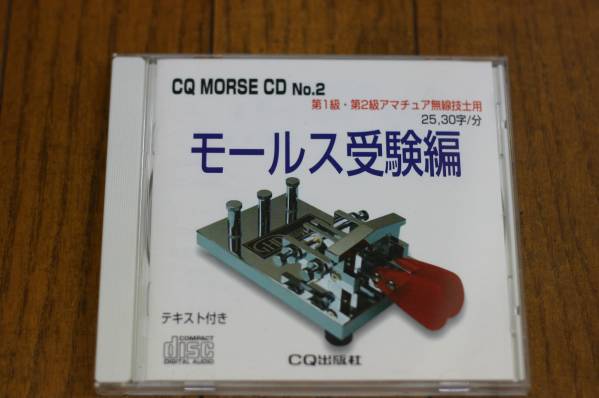 CQ MORSE CD No.2
第1級・第2級アマチュア無線技士用
25,30字/分
モールス受験編
テキスト付き
COMPACT
disc
DIGITAL AUDIO
CQ出版社